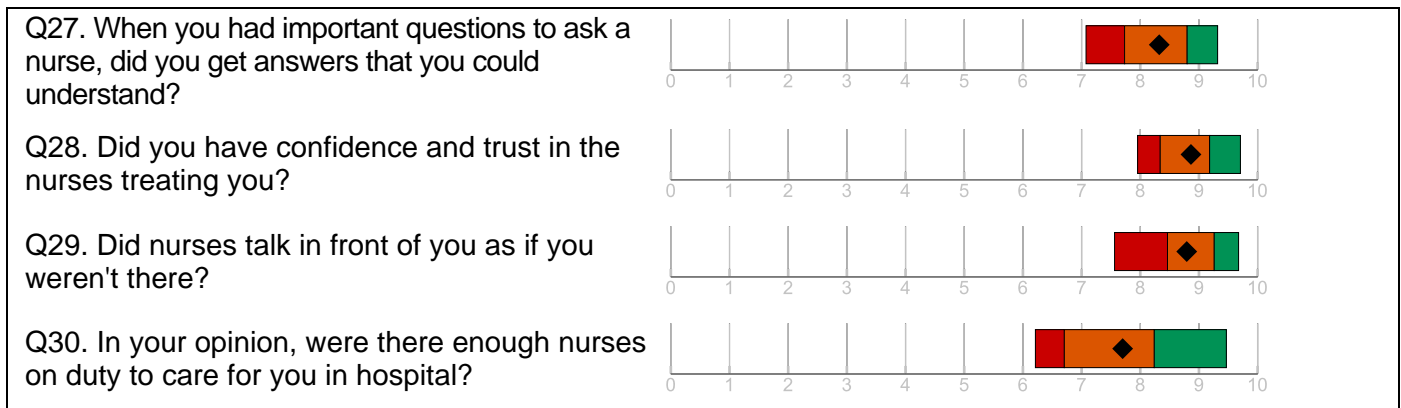 Q27. When you had important questions to ask a
nurse, did you get answers that you could
understand?
0 1 2 3 4 5 6 7 8 9 10
Q28. Did you have confidence and trust in the
nurses treating you?
0 1 2 3 4 5 6 7 8 9 10
Q29. Did nurses talk in front of you as if you
weren't there?
0 1 2 3 4 5 6 7 8 9 10
Q30. In your opinion, were there enough nurses
on duty to care for you in hospital?
0 1 2 3 4 5 6 7 8 9 10